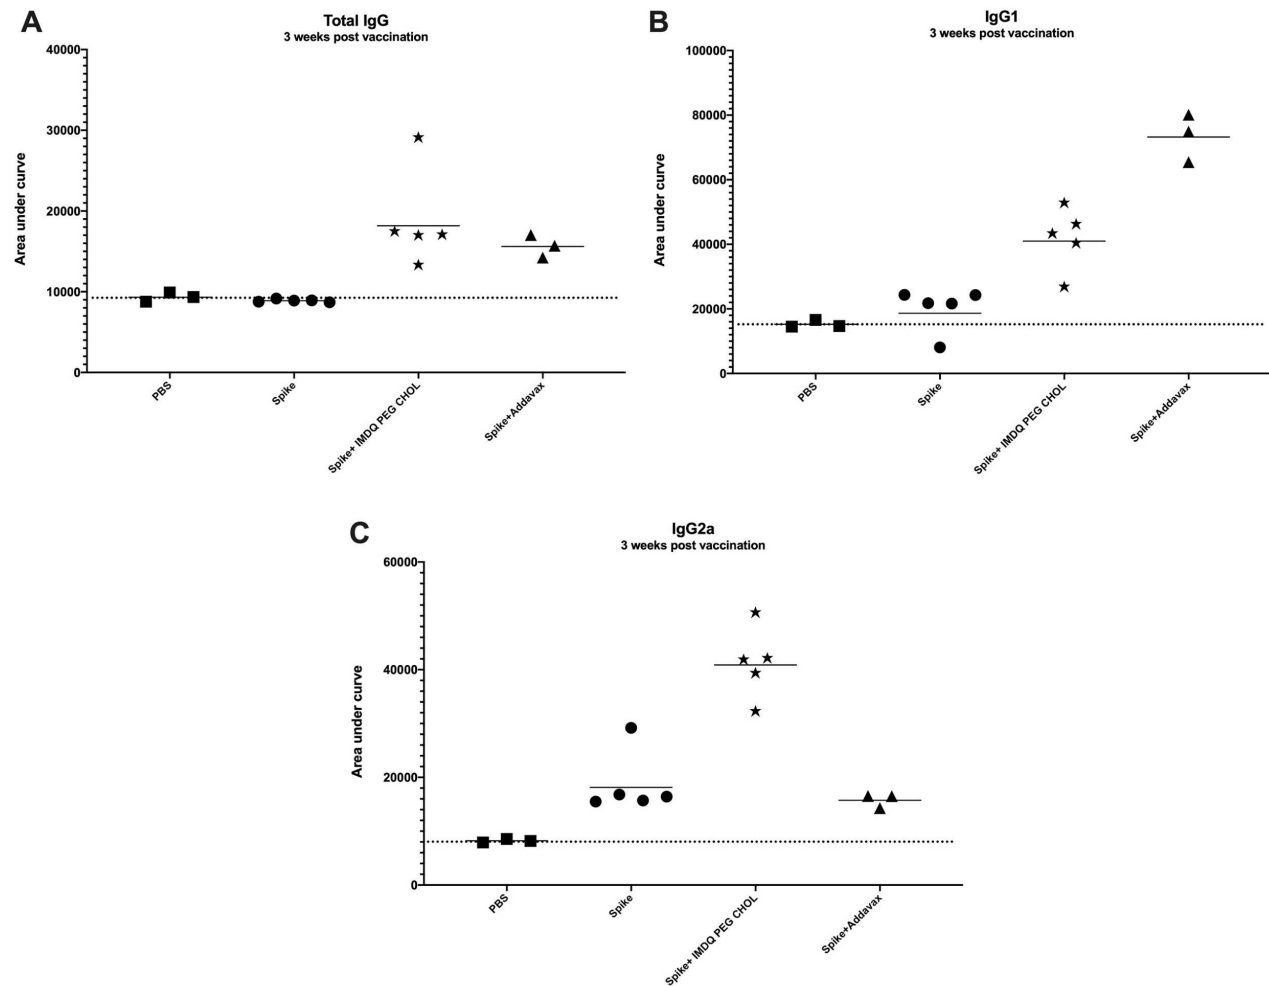 A
Total IgG
3 weeks post vaccination
Area under curve
40000
30000
20000
10000
0
PBS
Spike
Spike+ IMDQ PEG CHOL
Spike+Addavax
B
IgG1
3 weeks post vaccination
Area under curve
100000
80000
60000
40000
20000
0
PBS
Spike
Spike+ IMDQ PEG CHOL
Spike+Addavax
C
IgG2a
3 weeks post vaccination
Area under curve
60000
40000
20000
0
PBS
Spike
Spike+ IMDQ PEG CHOL
Spike+Addavax